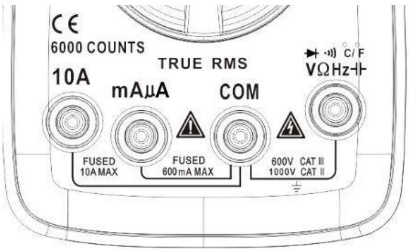 CE
6000 COUNTS
TRUE RMS
10A
mAµA
COM
°C/°F
VΩHz
FUSED
10A MAX
FUSED
600mA MAX
600V CAT III
1000V CAT II